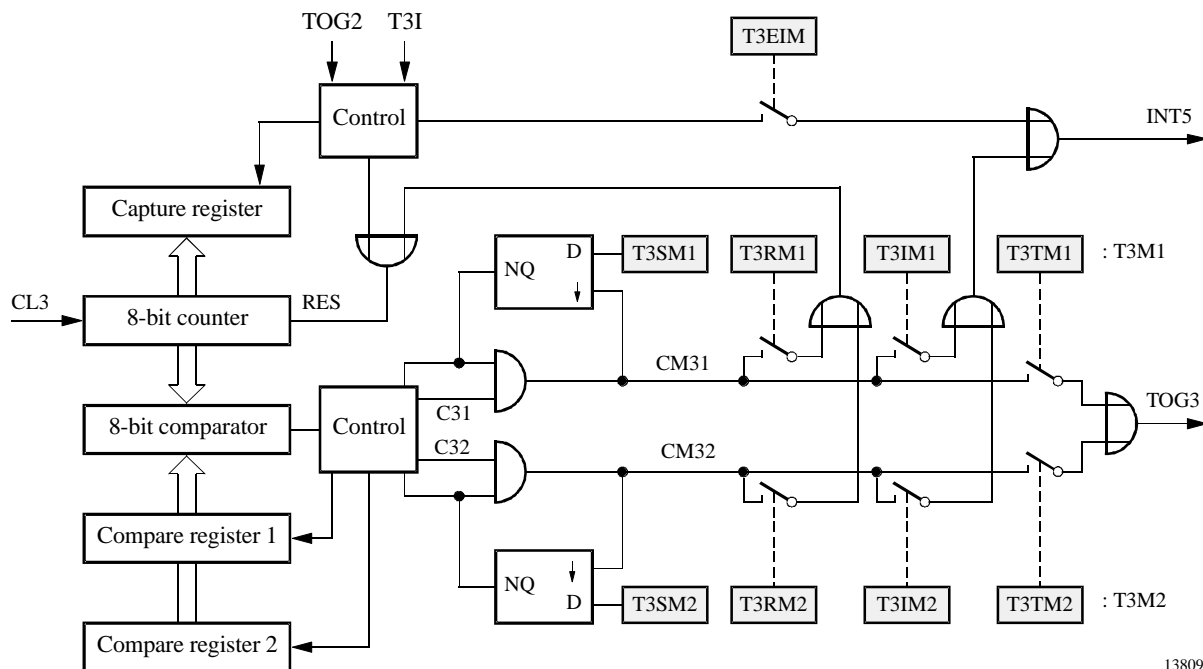 TOG2 T3I
T3EIM
Control
INT5
Capture register
NQ D T3SM1 T3RM1 T3IM1 T3TM1 : T3M1
CL3 8-bit counter RES
CM31
C31
TOG3
8-bit comparator Control
C32
CM32
Compare register 1
NQ D T3SM2 T3RM2 T3IM2 T3TM2 : T3M2
Compare register 2
13809